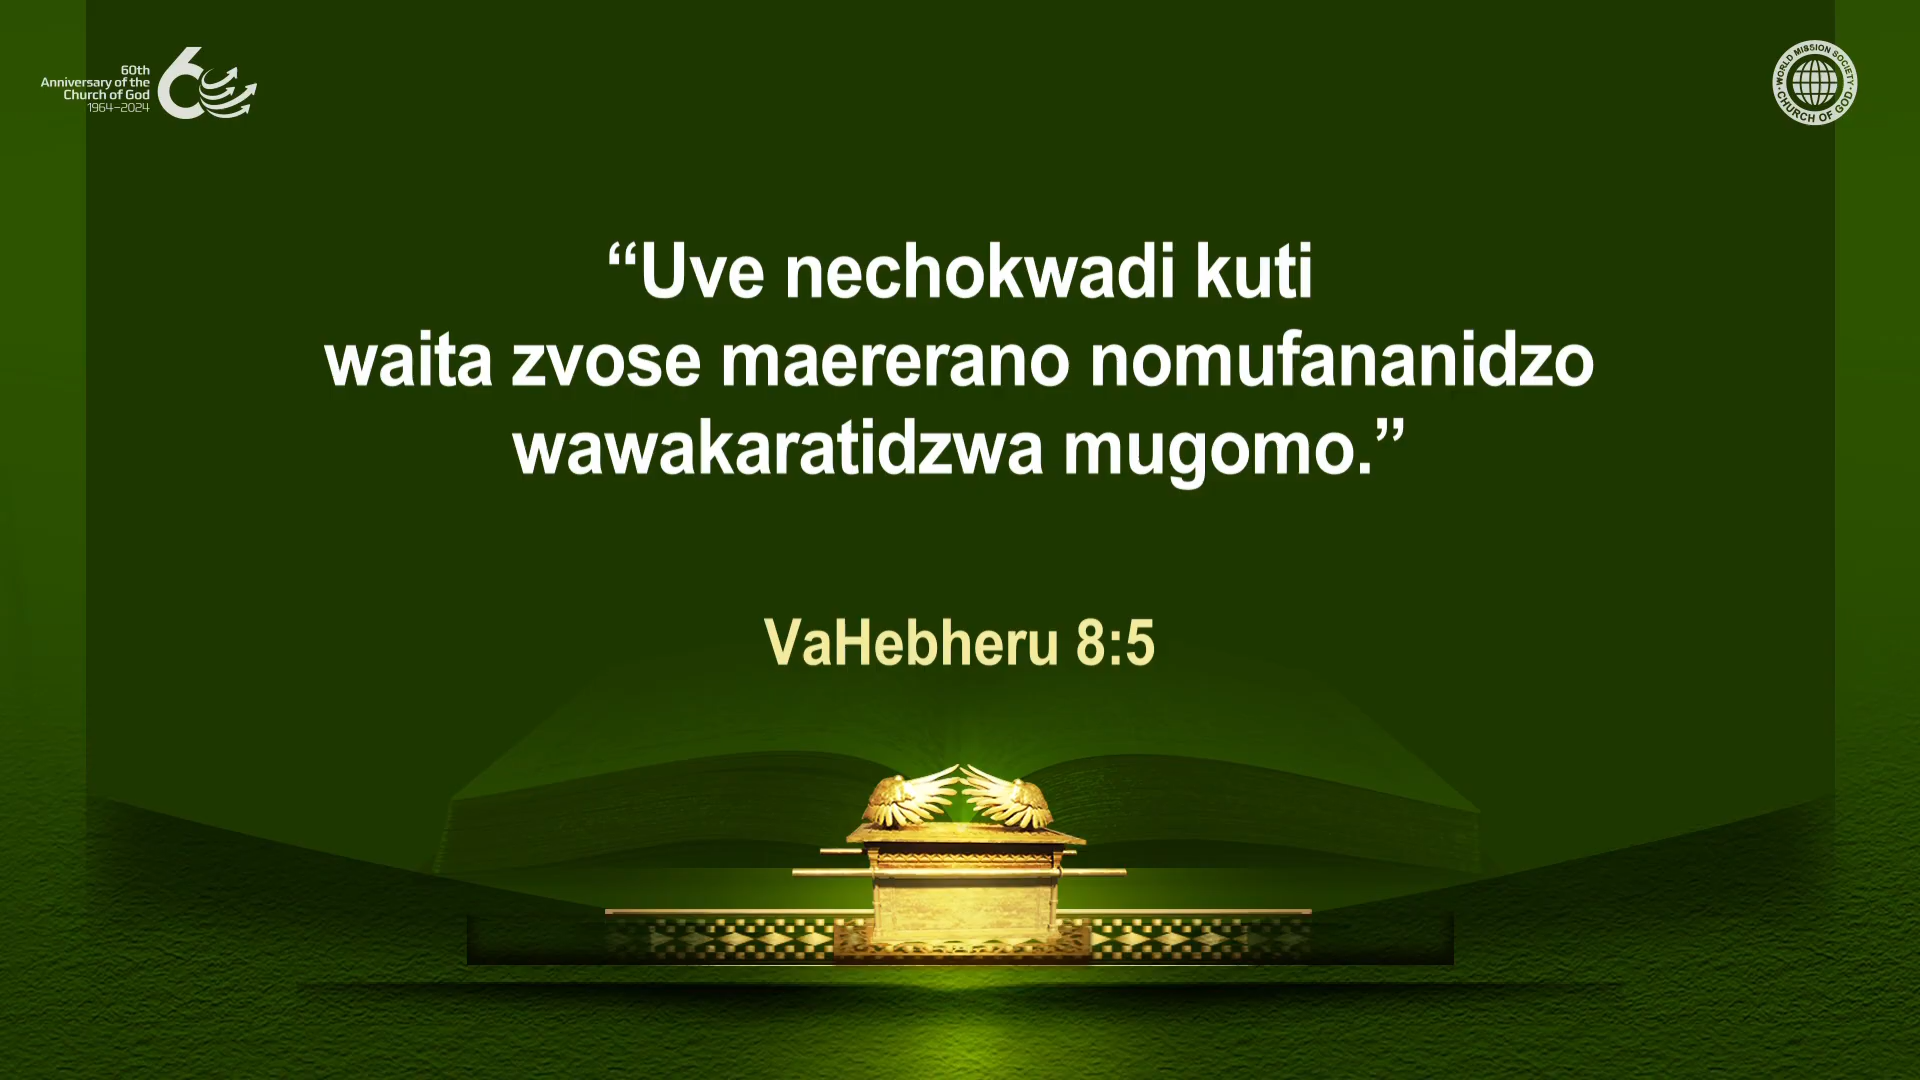 60th
Anniversary of the
Church of God
1964–2024
WORLD MISSION SOCIETY
CHURCH OF GOD
“Uve nechokwadi kuti
waita zvose maererano nomufananidzo
wawakaratidzwa mugomo.”
VaHebheru 8:5